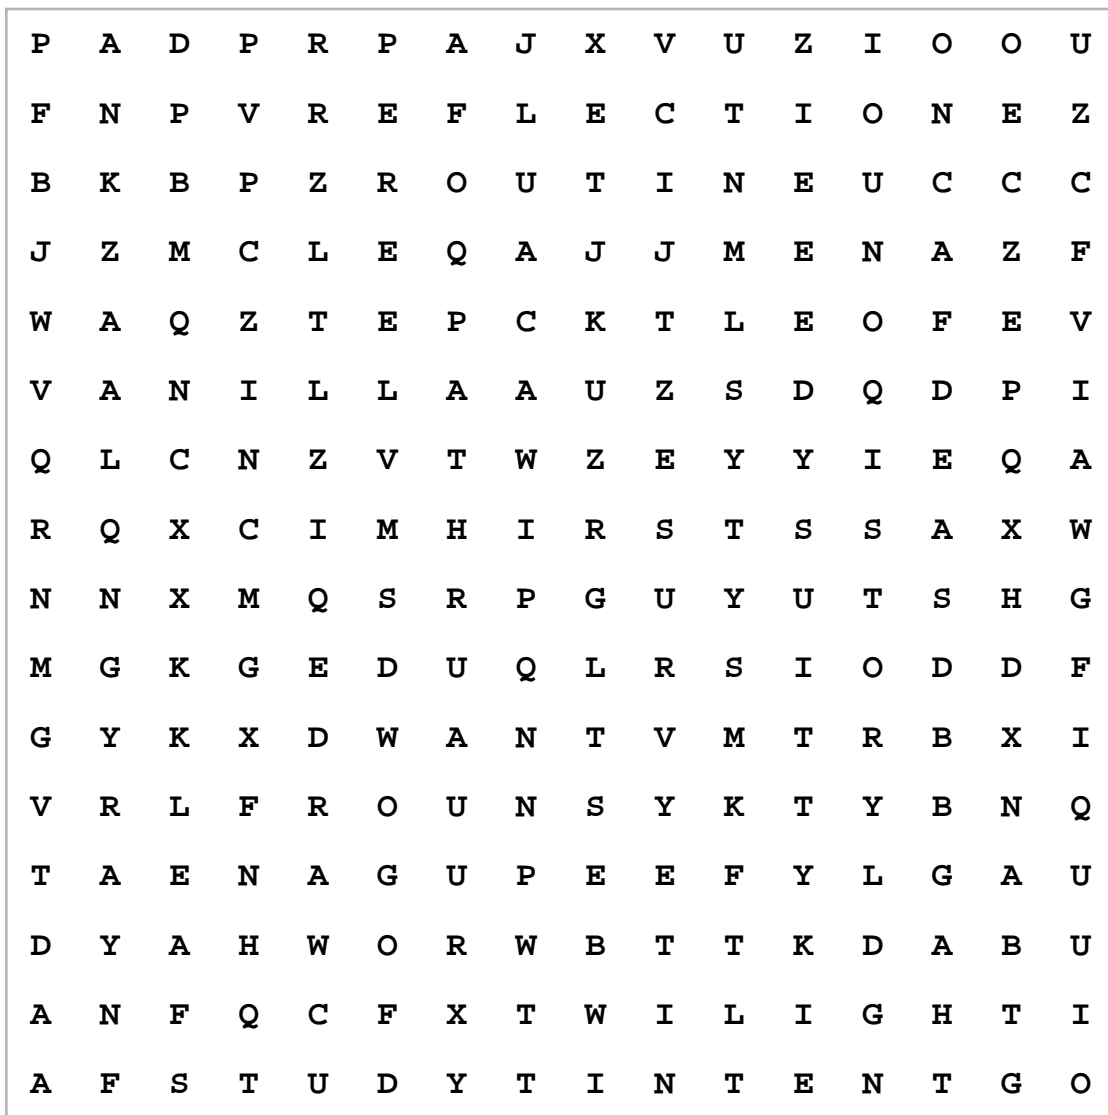 P A D P R P A J X V U Z I O O U
F N P V R E F L E C T I O N E Z
B K B P Z R O U T I N E U C C C
J Z M C L E Q A J J M E N A Z F
W A Q Z T E P C K T L E O F E V
V A N I L L A A U Z S D Q D P I
Q L C N Z V T W Z E Y Y I E Q A
R Q X C I M H I R S T S S A X W
N N X M Q S R P G U Y U T S H G
M G K G E D U Q L R S I O D D F
G Y K X D W A N T V M T R B X I
V R L F R O U N S Y K T Y B N Q
T A E N A G U P E E F Y L G A U
D Y A H W O R W B T T K D A B U
A N F Q C F X T W I L I G H T I
A F S T U D Y T I N T E N T G O